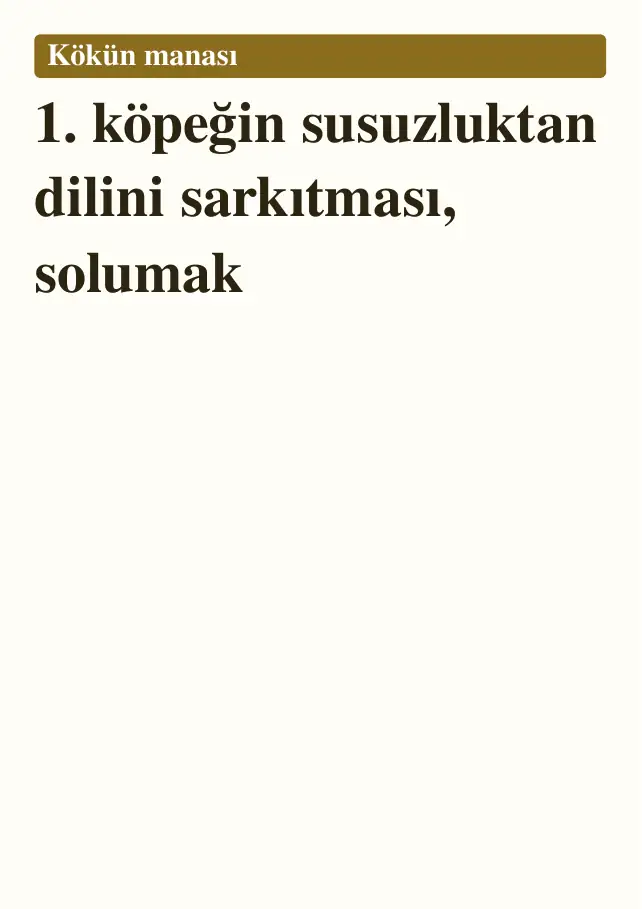 Kökün manası
1. köpeğin susuzluktan
dilini sarkıtması,
solumak